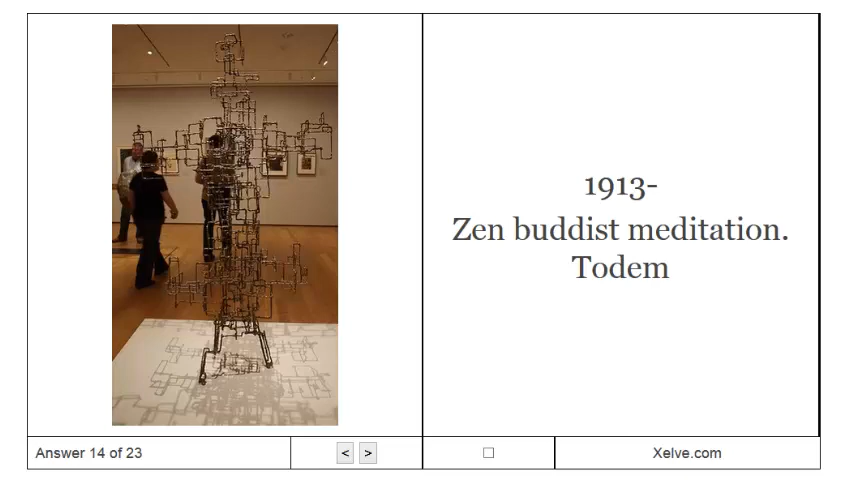 1913-
Zen buddist meditation.
Todem
Answer 14 of 23
< >
Xelve.com